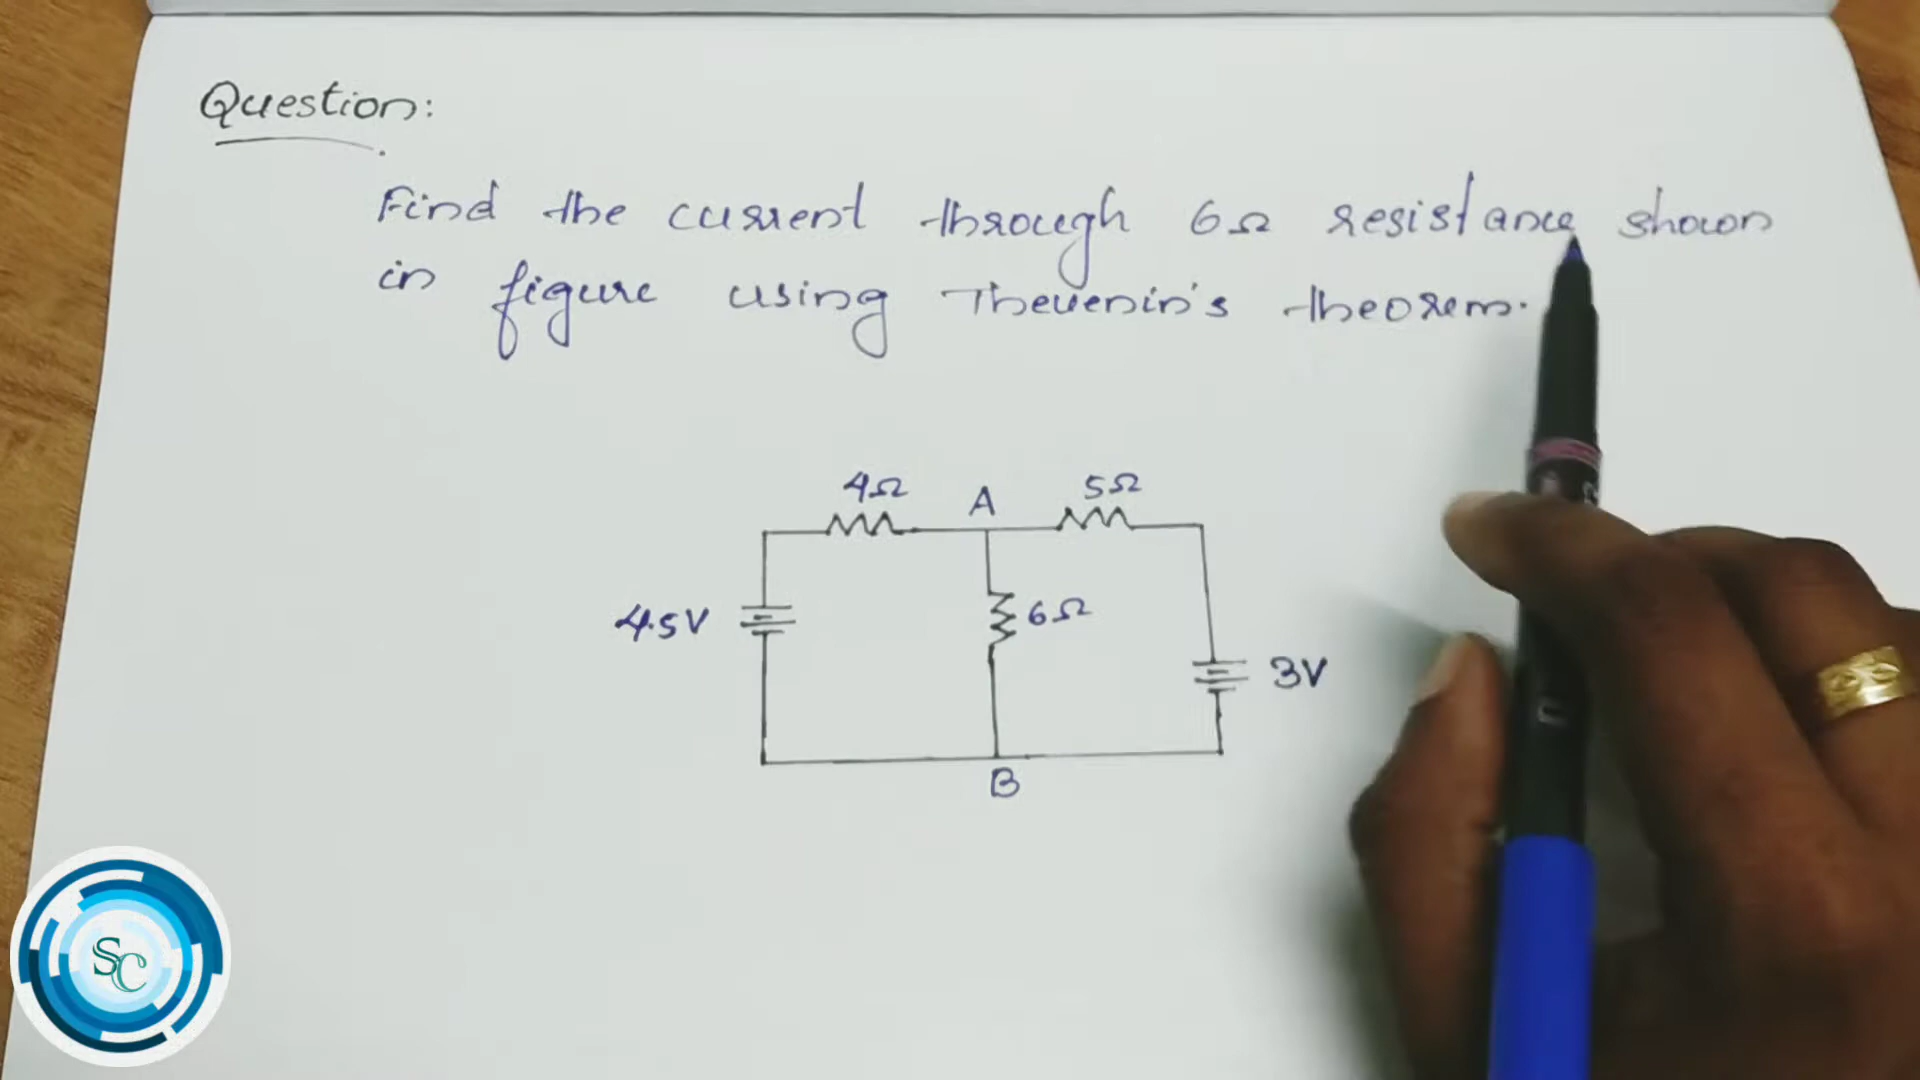 Question:
Find the current through 6Ω resistance shown
in figure using Thevenin's theorem.
4Ω A 5Ω
4.5V 6Ω
3V
B
SC